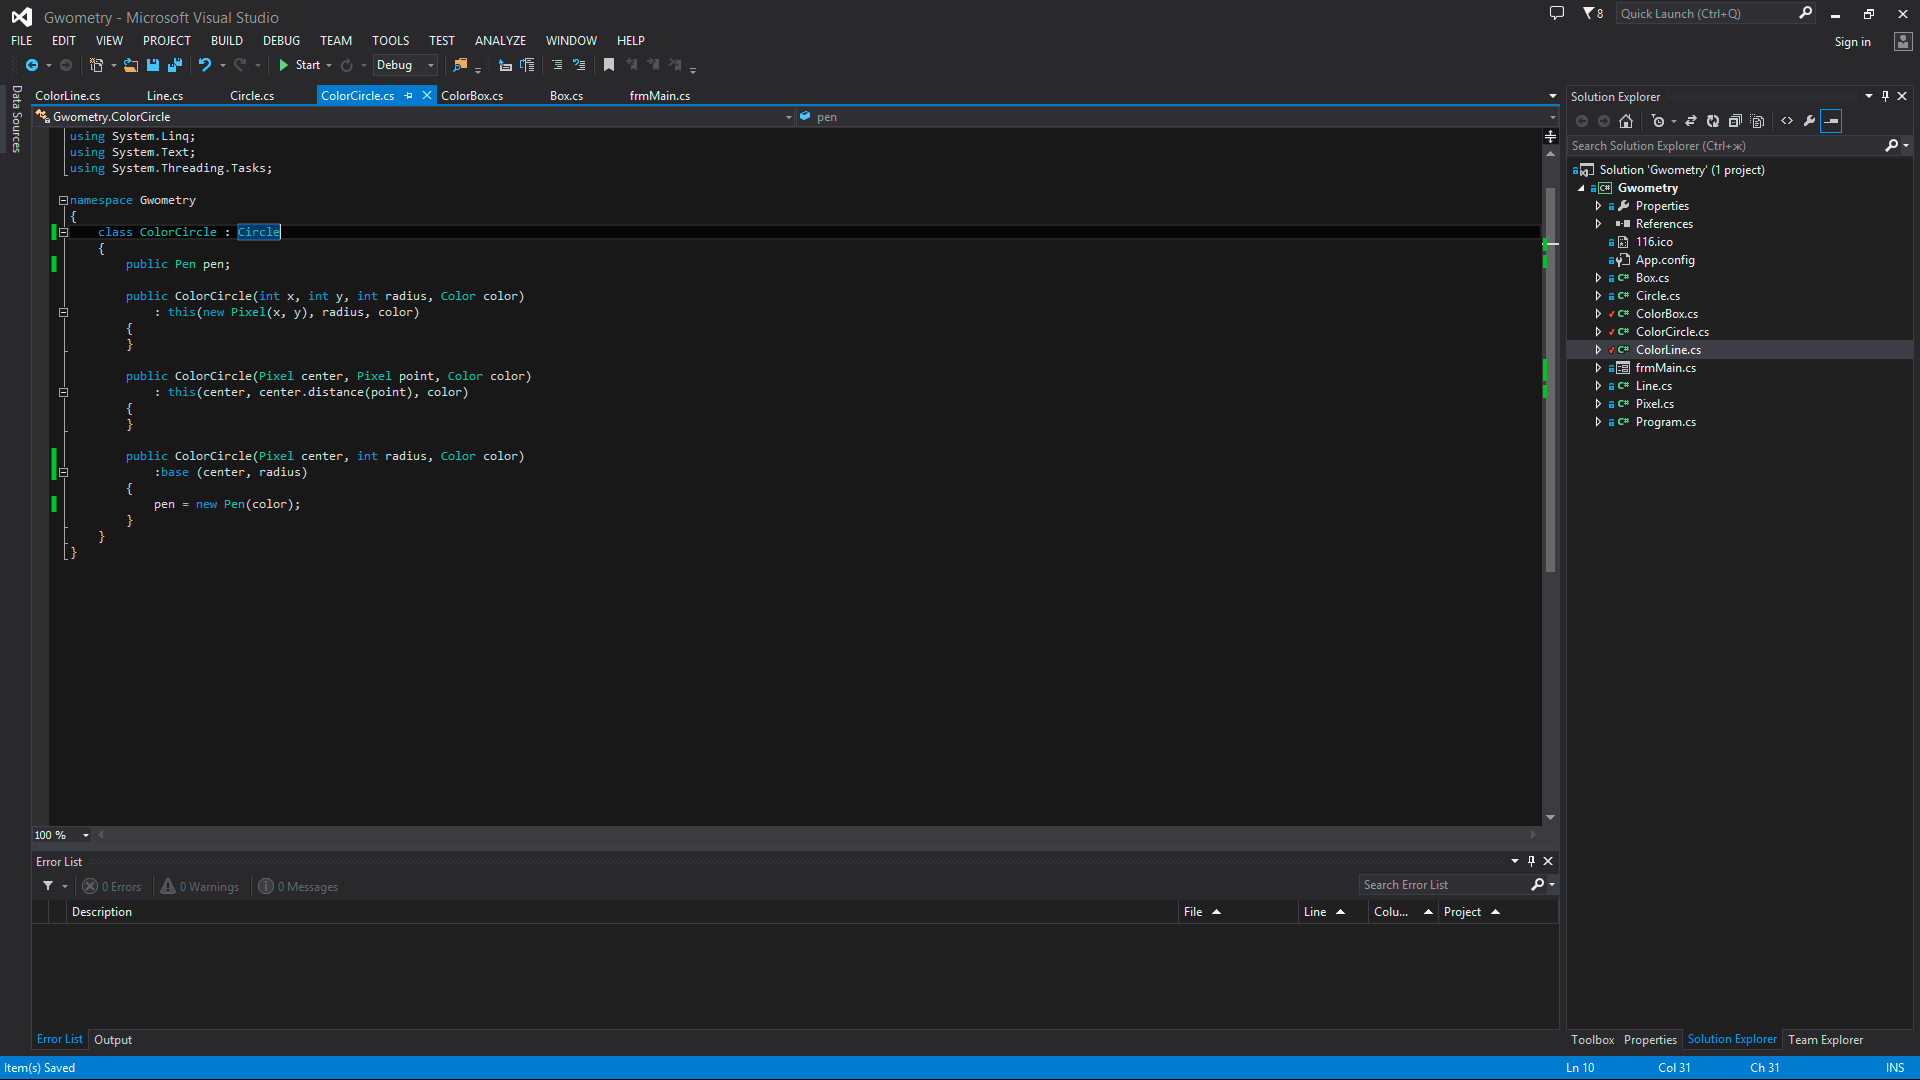 Gwometry - Microsoft Visual Studio
8
Quick Launch (Ctrl+Q)
FILE EDIT VIEW PROJECT BUILD DEBUG TEAM TOOLS TEST ANALYZE WINDOW HELP
Sign in
Start Debug
Data Sources
ColorLine.cs Line.cs Circle.cs ColorCircle.cs ColorBox.cs Box.cs frmMain.cs
Gwometry.ColorCircle pen
using System.Linq;
using System.Text;
using System.Threading.Tasks;
namespace Gwometry
{
class ColorCircle : Circle
{
public Pen pen;
public ColorCircle(int x, int y, int radius, Color color)
: this(new Pixel(x, y), radius, color)
{
}
public ColorCircle(Pixel center, Pixel point, Color color)
: this(center, center.distance(point), color)
{
}
public ColorCircle(Pixel center, int radius, Color color)
:base (center, radius)
{
pen = new Pen(color);
}
}
}
100 %
Error List
0 Errors 0 Warnings 0 Messages
Search Error List
Description File Line Colu... Project
Error List Output
Solution Explorer
Search Solution Explorer (Ctrl+ж)
Solution 'Gwometry' (1 project)
C# Gwometry
Properties
References
116.ico
App.config
C# Box.cs
C# Circle.cs
C# ColorBox.cs
C# ColorCircle.cs
C# ColorLine.cs
frmMain.cs
C# Line.cs
C# Pixel.cs
C# Program.cs
Toolbox Properties Solution Explorer Team Explorer
Item(s) Saved Ln 10 Col 31 Ch 31 INS